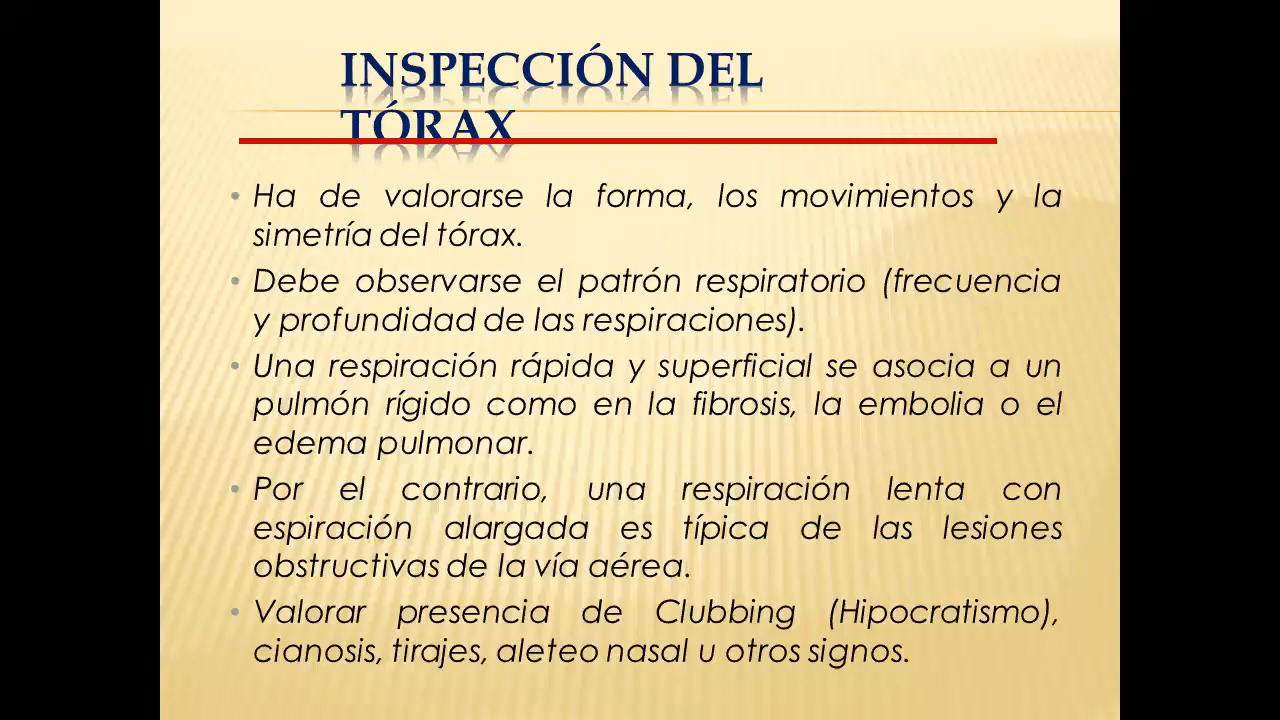 INSPECCIÓN DEL
TÓRAX
• Ha de valorarse la forma, los movimientos y la
simetría del tórax.
• Debe observarse el patrón respiratorio (frecuencia
y profundidad de las respiraciones).
• Una respiración rápida y superficial se asocia a un
pulmón rígido como en la fibrosis, la embolia o el
edema pulmonar.
• Por el contrario, una respiración lenta con
espiración alargada es típica de las lesiones
obstructivas de la vía aérea.
• Valorar presencia de Clubbing (Hipocratismo),
cianosis, tirajes, aleteo nasal u otros signos.